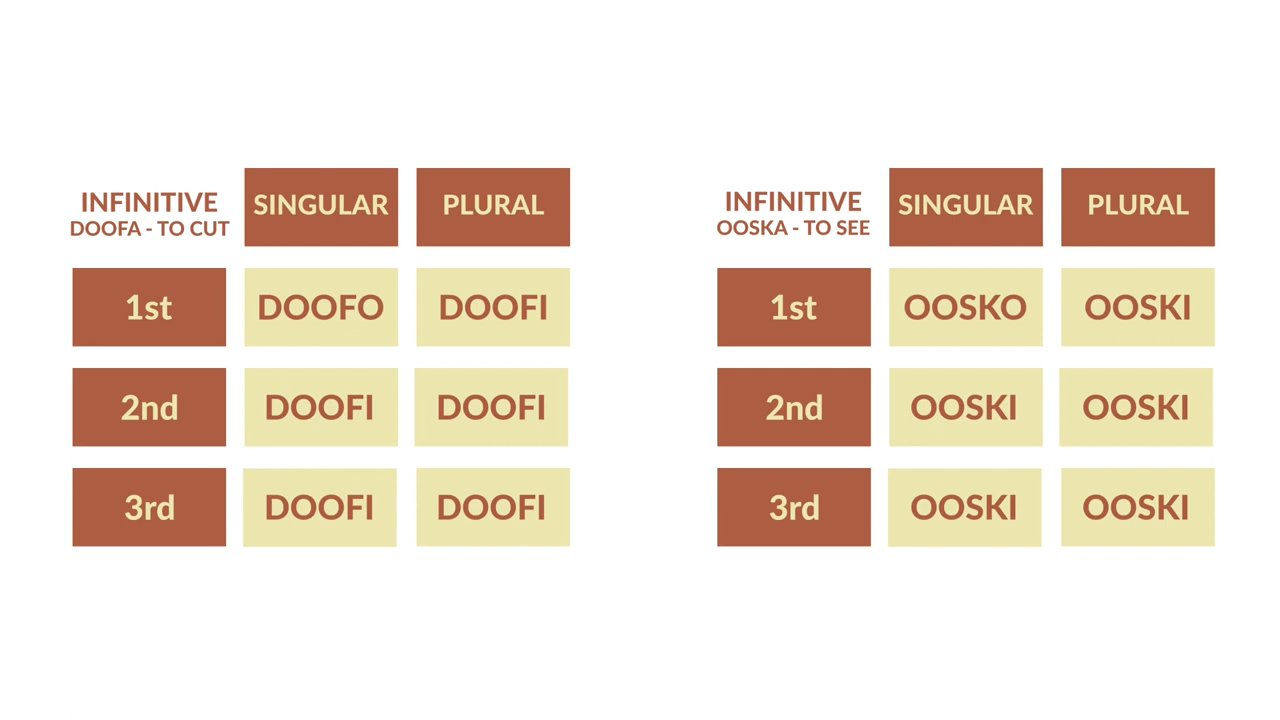 INFINITIVE
DOOFA - TO CUT
SINGULAR
PLURAL
1st
DOOFO
DOOFI
2nd
DOOFI
DOOFI
3rd
DOOFI
DOOFI
INFINITIVE
OOSKA - TO SEE
SINGULAR
PLURAL
1st
OOSKO
OOSKI
2nd
OOSKI
OOSKI
3rd
OOSKI
OOSKI